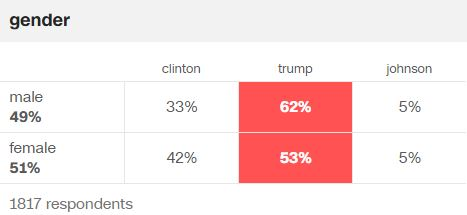 gender
clinton trump johnson
male
49%
33% 62% 5%
female
51%
42% 53% 5%
1817 respondents